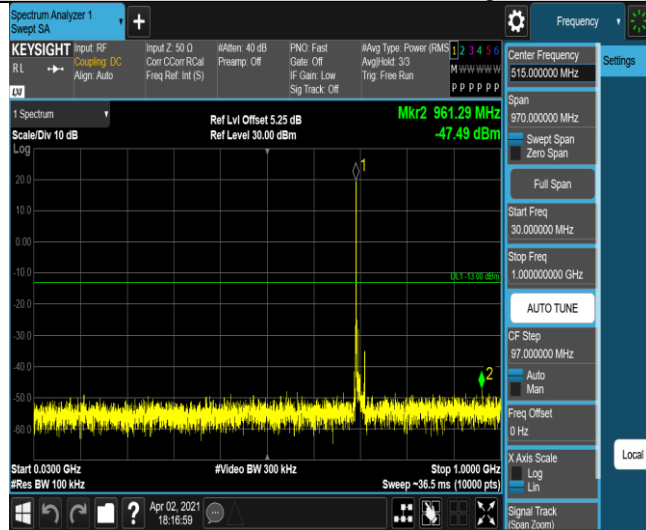 Spectrum Analyzer 1
Swept SA
Frequency
KEYSIGHT
RL
LXI
Input: RF
Coupling: DC
Align: Auto
Input Z: 50 Ω
Corr CCorr RCal
Freq Ref: Int (S)
#Atten: 40 dB
Preamp: Off
PNO: Fast
Gate: Off
IF Gain: Low
Sig Track: Off
#Avg Type: Power (RMS
Avg|Hold: 3/3
Trig: Free Run
1 2 3 4 5 6
M W W W W W
P P P P P P
1 Spectrum
Scale/Div 10 dB
Log
Ref Lvl Offset 5.25 dB
Ref Level 30.00 dBm
Mkr2 961.29 MHz
-47.49 dBm
1
20.0
10.0
0.00
-10.0
DL1 -13.00 dBm
-20.0
-30.0
-40.0
2
-50.0
-60.0
Start 0.0300 GHz
#Res BW 100 kHz
#Video BW 300 kHz
Stop 1.0000 GHz
Sweep ~36.5 ms (10000 pts)
Center Frequency
515.000000 MHz
Settings
Span
970.000000 MHz
Swept Span
Zero Span
Full Span
Start Freq
30.000000 MHz
Stop Freq
1.000000000 GHz
AUTO TUNE
CF Step
97.000000 MHz
Auto
Man
Freq Offset
0 Hz
X Axis Scale
Log
Lin
Local
Signal Track
(Span Zoom)
?
Apr 02, 2021
18:16:59